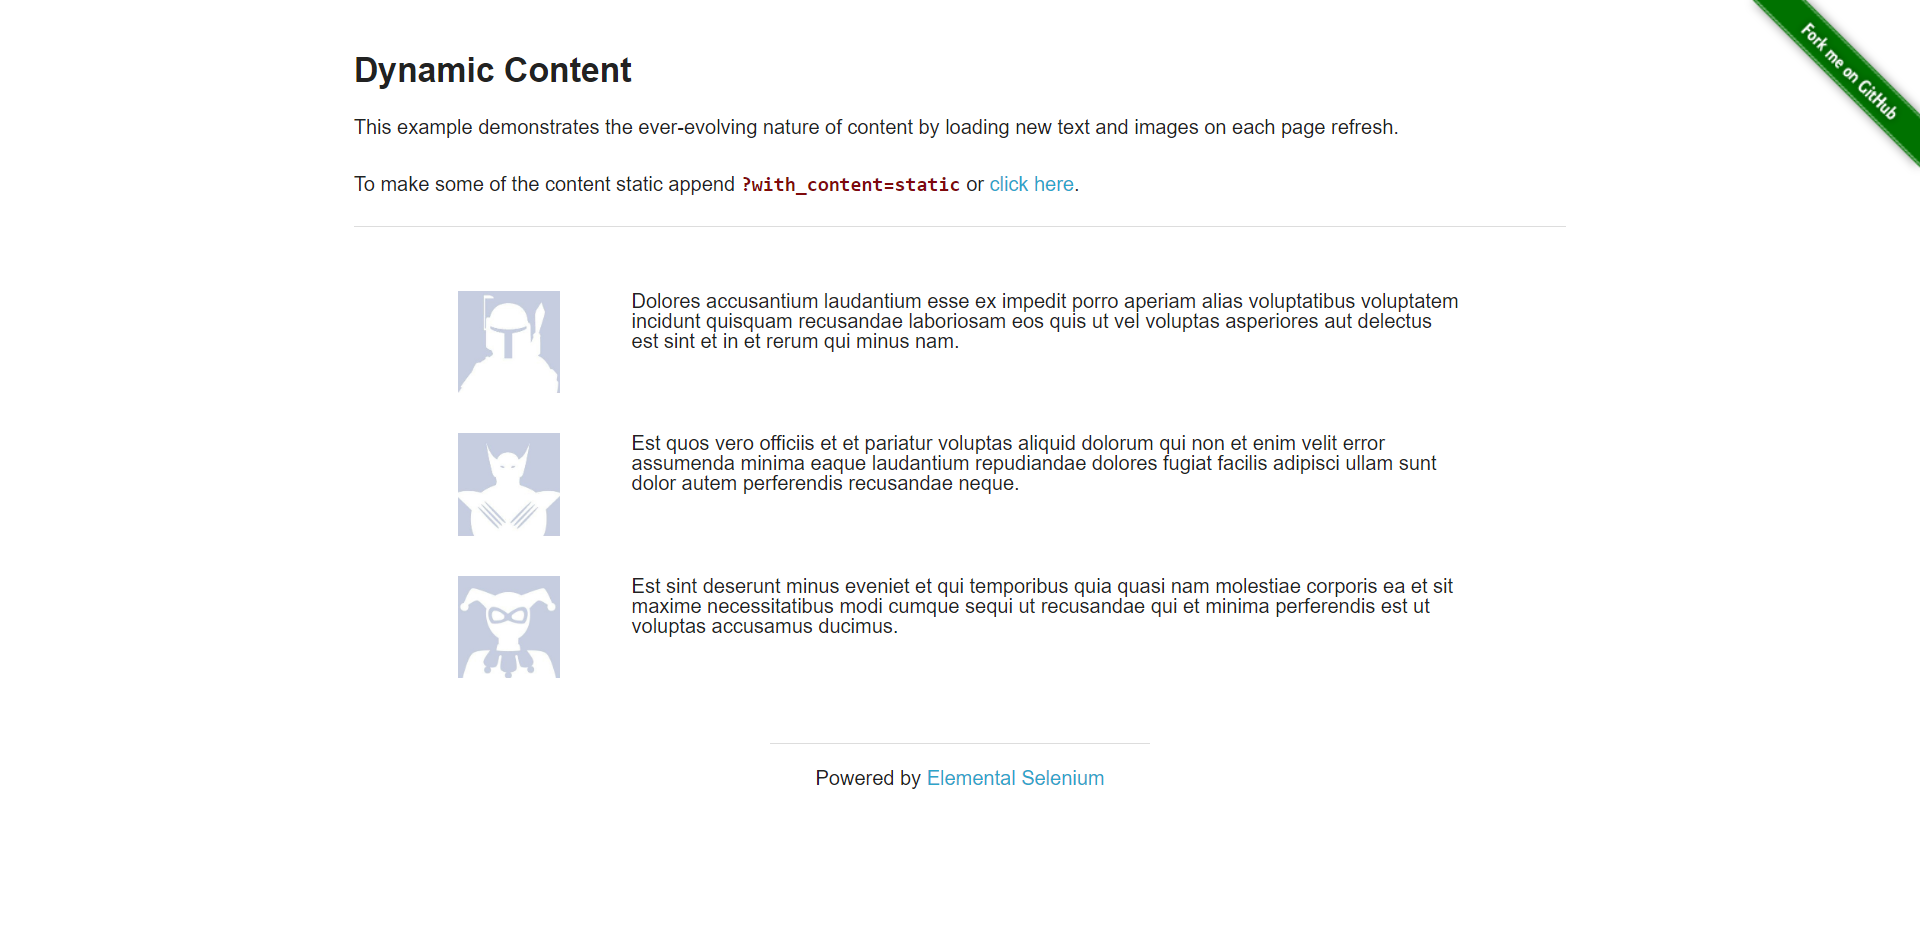 Fork me on GitHub
Dynamic Content
This example demonstrates the ever-evolving nature of content by loading new text and images on each page refresh.
To make some of the content static append ?with_content=static or click here.
Dolores accusantium laudantium esse ex impedit porro aperiam alias voluptatibus voluptatem
incidunt quisquam recusandae laboriosam eos quis ut vel voluptas asperiores aut delectus
est sint et in et rerum qui minus nam.
Est quos vero officiis et et pariatur voluptas aliquid dolorum qui non et enim velit error
assumenda minima eaque laudantium repudiandae dolores fugiat facilis adipisci ullam sunt
dolor autem perferendis recusandae neque.
Est sint deserunt minus eveniet et qui temporibus quia quasi nam molestiae corporis ea et sit
maxime necessitatibus modi cumque sequi ut recusandae qui et minima perferendis est ut
voluptas accusamus ducimus.
Powered by Elemental Selenium